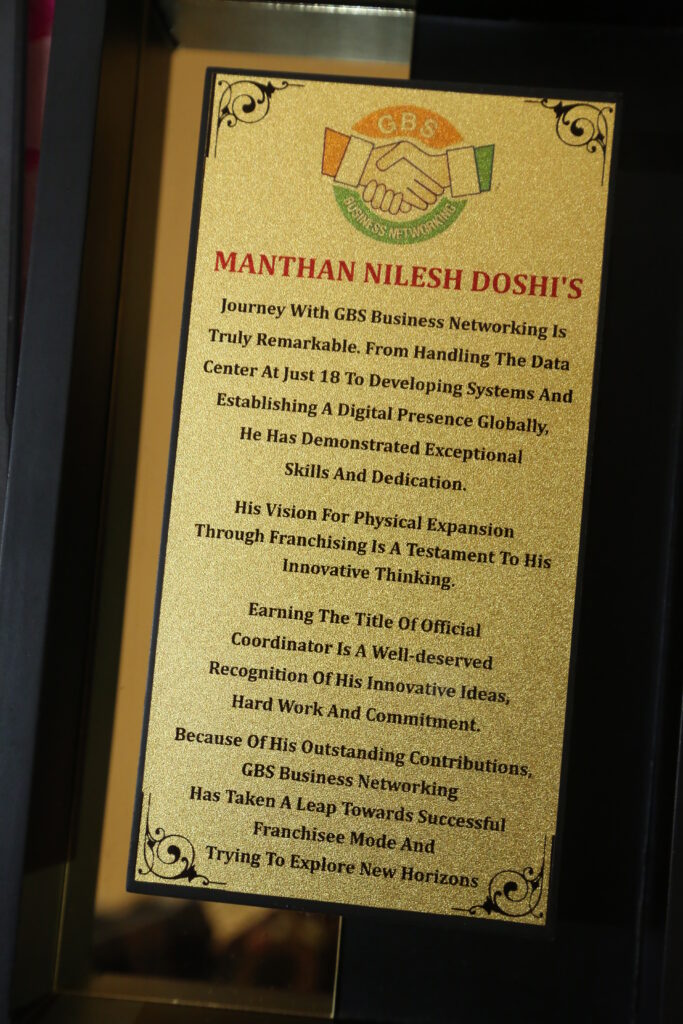 GBS
BUSINESS NETWORKING
MANTHAN NILESH DOSHI'S
Journey With GBS Business Networking Is
Truly Remarkable. From Handling The Data
Center At Just 18 To Developing Systems And
Establishing A Digital Presence Globally,
He Has Demonstrated Exceptional
Skills And Dedication.
His Vision For Physical Expansion
Through Franchising Is A Testament To His
Innovative Thinking.
Earning The Title Of Official
Coordinator Is A Well-deserved
Recognition Of His Innovative Ideas,
Hard Work And Commitment.
Because Of His Outstanding Contributions,
GBS Business Networking
Has Taken A Leap Towards Successful
Franchisee Mode And
Trying To Explore New Horizons